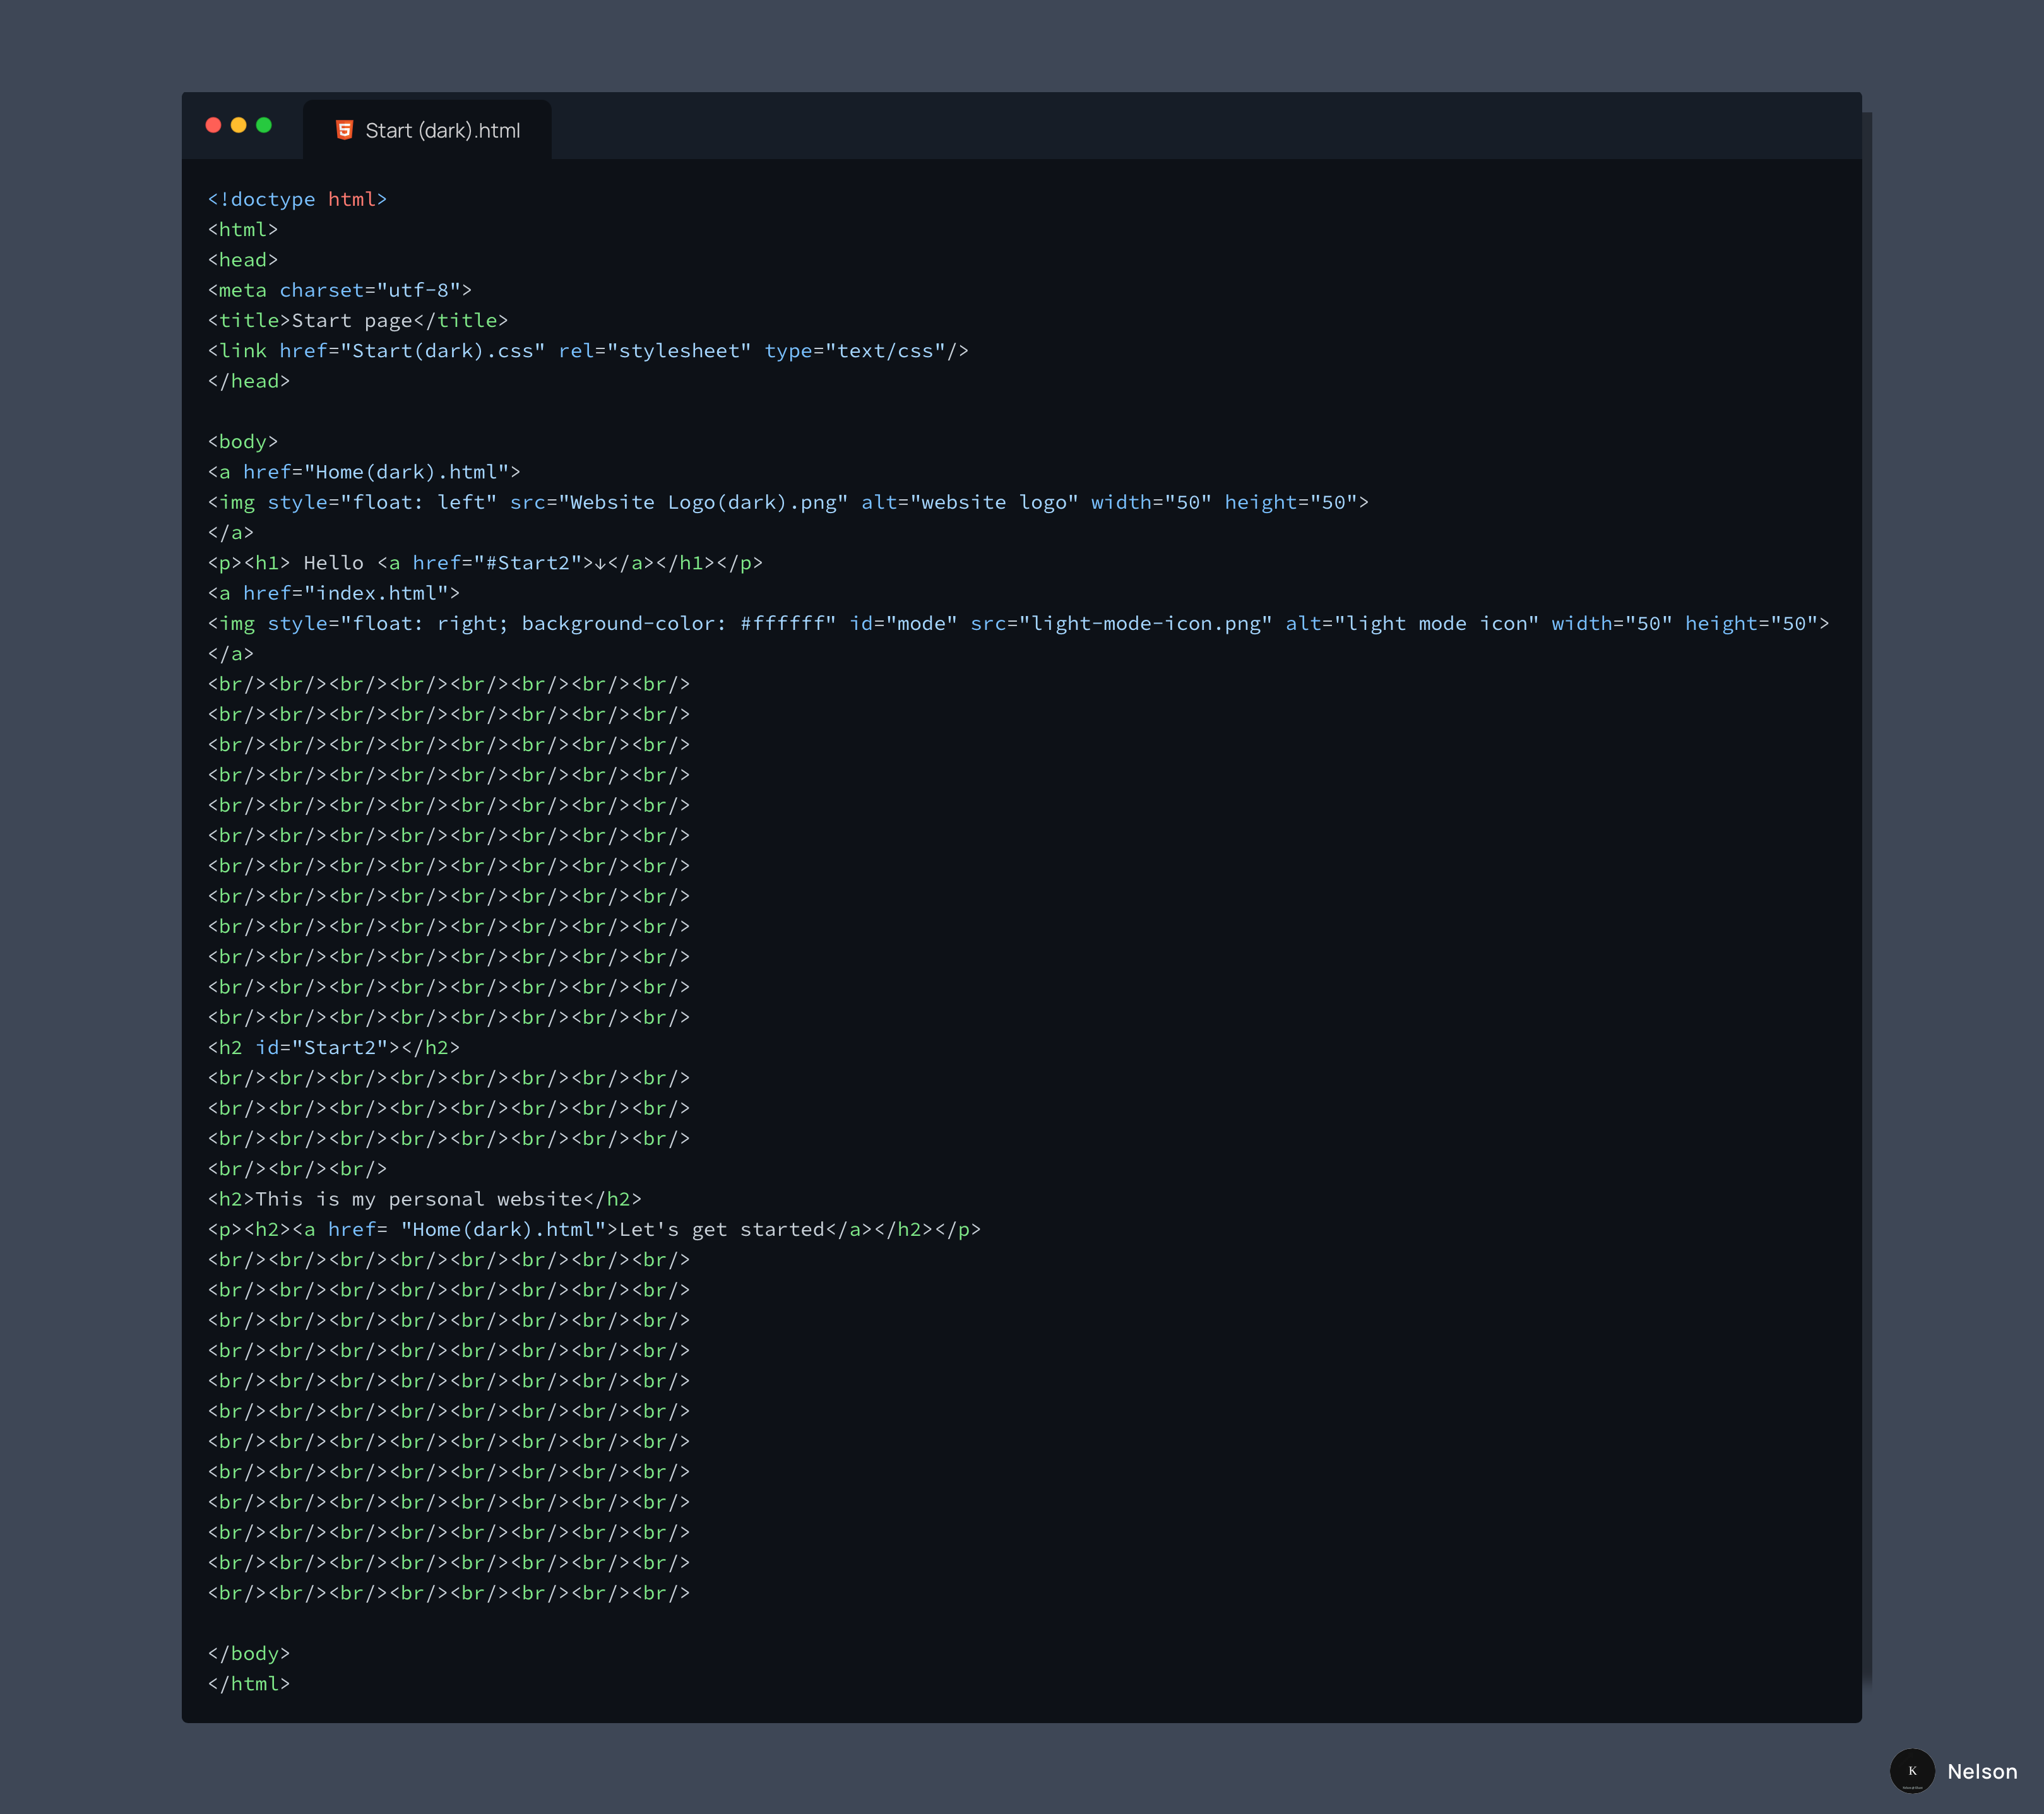 Start (dark).html
<!doctype html>
<html>
<head>
<meta charset="utf-8">
<title>Start page</title>
<link href="Start(dark).css" rel="stylesheet" type="text/css"/>
</head>
<body>
<a href="Home(dark).html">
<img style="float: left" src="Website Logo(dark).png" alt="website logo" width="50" height="50">
</a>
<p><h1> Hello <a href="#Start2">↓</a></h1></p>
<a href="index.html">
<img style="float: right; background-color: #ffffff" id="mode" src="light-mode-icon.png" alt="light mode icon" width="50" height="50">
</a>
<br/><br/><br/><br/><br/><br/><br/><br/>
<br/><br/><br/><br/><br/><br/><br/><br/>
<br/><br/><br/><br/><br/><br/><br/><br/>
<br/><br/><br/><br/><br/><br/><br/><br/>
<br/><br/><br/><br/><br/><br/><br/><br/>
<br/><br/><br/><br/><br/><br/><br/><br/>
<br/><br/><br/><br/><br/><br/><br/><br/>
<br/><br/><br/><br/><br/><br/><br/><br/>
<br/><br/><br/><br/><br/><br/><br/><br/>
<br/><br/><br/><br/><br/><br/><br/><br/>
<br/><br/><br/><br/><br/><br/><br/><br/>
<br/><br/><br/><br/><br/><br/><br/><br/>
<h2 id="Start2"></h2>
<br/><br/><br/><br/><br/><br/><br/><br/>
<br/><br/><br/><br/><br/><br/><br/><br/>
<br/><br/><br/><br/><br/><br/><br/><br/>
<br/><br/><br/>
<h2>This is my personal website</h2>
<p><h2><a href= "Home(dark).html">Let's get started</a></h2></p>
<br/><br/><br/><br/><br/><br/><br/><br/>
<br/><br/><br/><br/><br/><br/><br/><br/>
<br/><br/><br/><br/><br/><br/><br/><br/>
<br/><br/><br/><br/><br/><br/><br/><br/>
<br/><br/><br/><br/><br/><br/><br/><br/>
<br/><br/><br/><br/><br/><br/><br/><br/>
<br/><br/><br/><br/><br/><br/><br/><br/>
<br/><br/><br/><br/><br/><br/><br/><br/>
<br/><br/><br/><br/><br/><br/><br/><br/>
<br/><br/><br/><br/><br/><br/><br/><br/>
<br/><br/><br/><br/><br/><br/><br/><br/>
<br/><br/><br/><br/><br/><br/><br/><br/>
</body>
</html>
K
Nelson